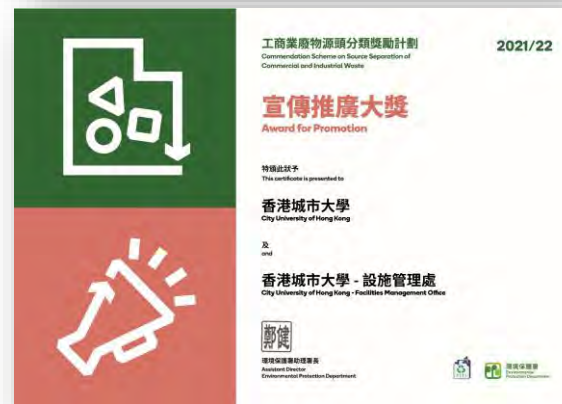 工商業廢物源頭分類獎勵計劃
2021/22
Commendation Scheme on Source Separation of
Commercial and Industrial Waste
宣傳推廣大獎
Award for Promotion
特頒此狀予
This certificate is presented to
香港城市大學
City University of Hong Kong
及
and
香港城市大學 - 設施管理處
City University of Hong Kong - Facilities Management Office
鄭健
環境保護署助理署長
Assistant Director
Environmental Protection Department
環境保護署
Environmental
Protection Department